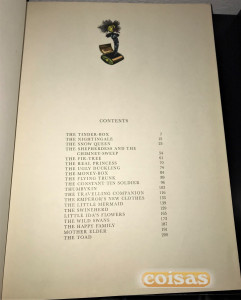 CONTENTS
THE TINDER-BOX
THE NIGHTINGALE
THE SNOW QUEEN
THE SHEPHERDESS AND THE
CHIMNEY-SWEEP
THE FIR-TREE
THE REAL PRINCESS
THE UGLY DUCKLING
THE MONEY-BOX
THE FLYING TRUNK
THE CONSTANT TIN SOLDIER
THUMBKIN
THE TRAVELLING COMPANION
THE EMPEROR'S NEW CLOTHES
THE LITTLE MERMAID
THE SWINEHERD
LITTLE IDA'S FLOWERS
THE WILD SWANS
THE HAPPY FAMILY
MOTHER ELDER
THE TOAD
coisas